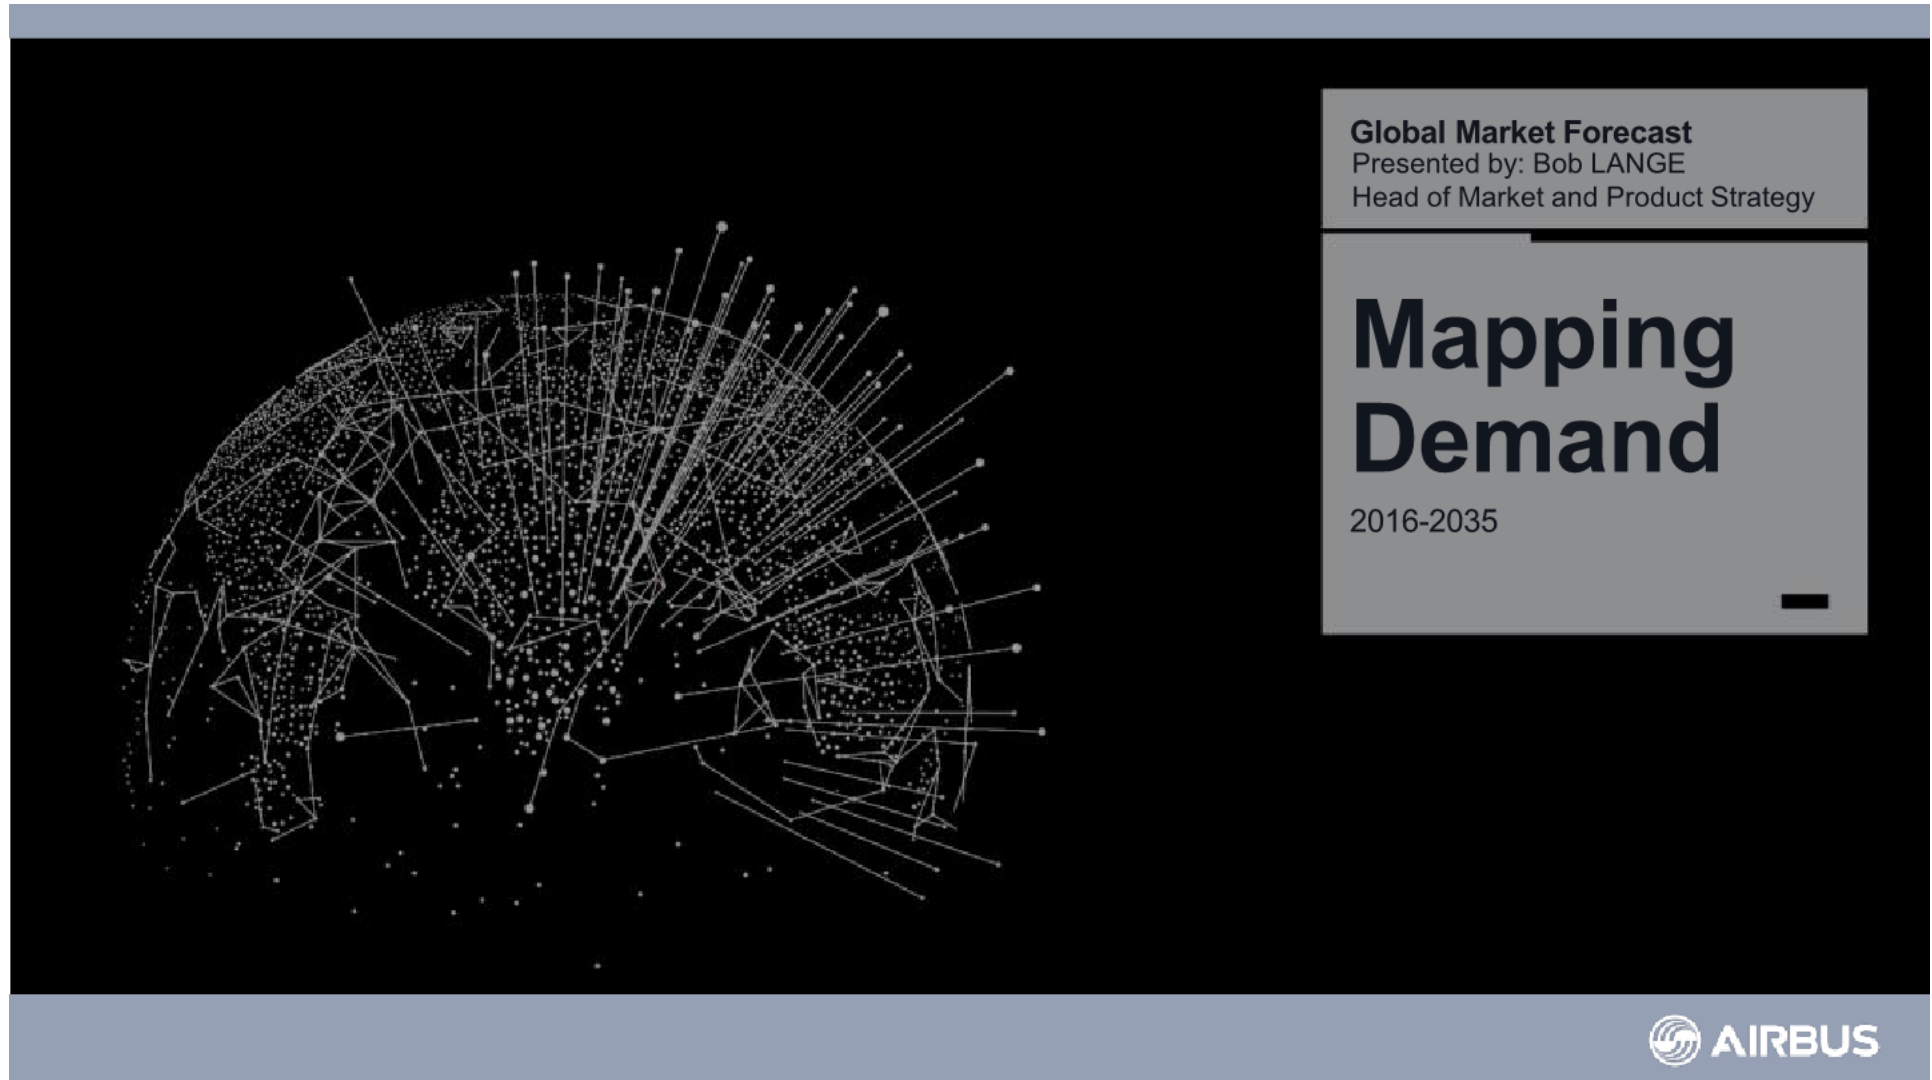 Global Market Forecast
Presented by: Bob LANGE
Head of Market and Product Strategy
Mapping
Demand
2016-2035
AIRBUS